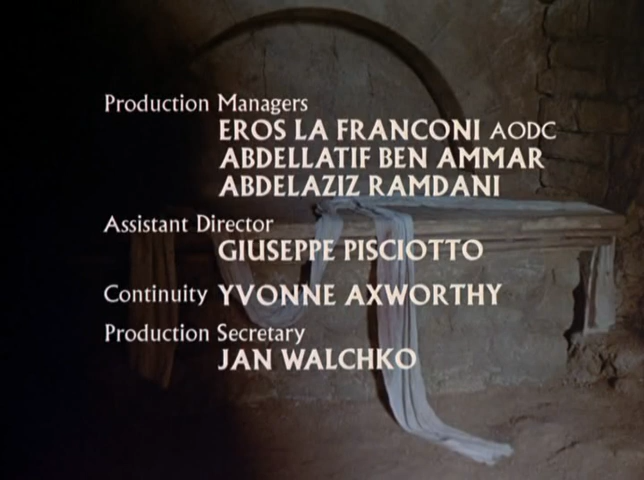 Production Managers
EROS LA FRANCONI AODC
ABDELLATIF BEN AMMAR
ABDELAZIZ RAMDANI
Assistant Director
GIUSEPPE PISCIOTTO
Continuity YVONNE AXWORTHY
Production Secretary
JAN WALCHKO